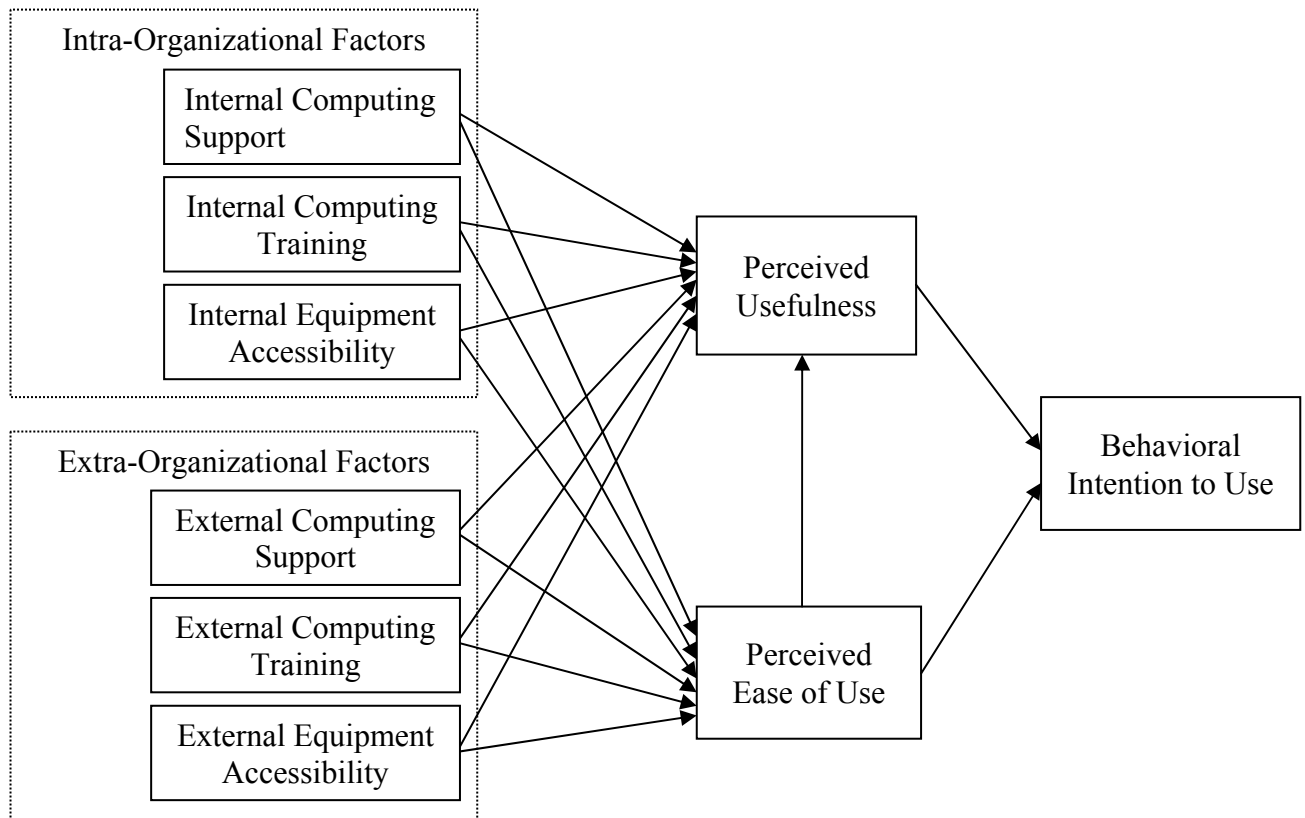 Intra-Organizational Factors
Internal Computing
Support
Internal Computing
Training
Internal Equipment
Accessibility
Extra-Organizational Factors
External Computing
Support
External Computing
Training
External Equipment
Accessibility
Perceived
Usefulness
Perceived
Ease of Use
Behavioral
Intention to Use